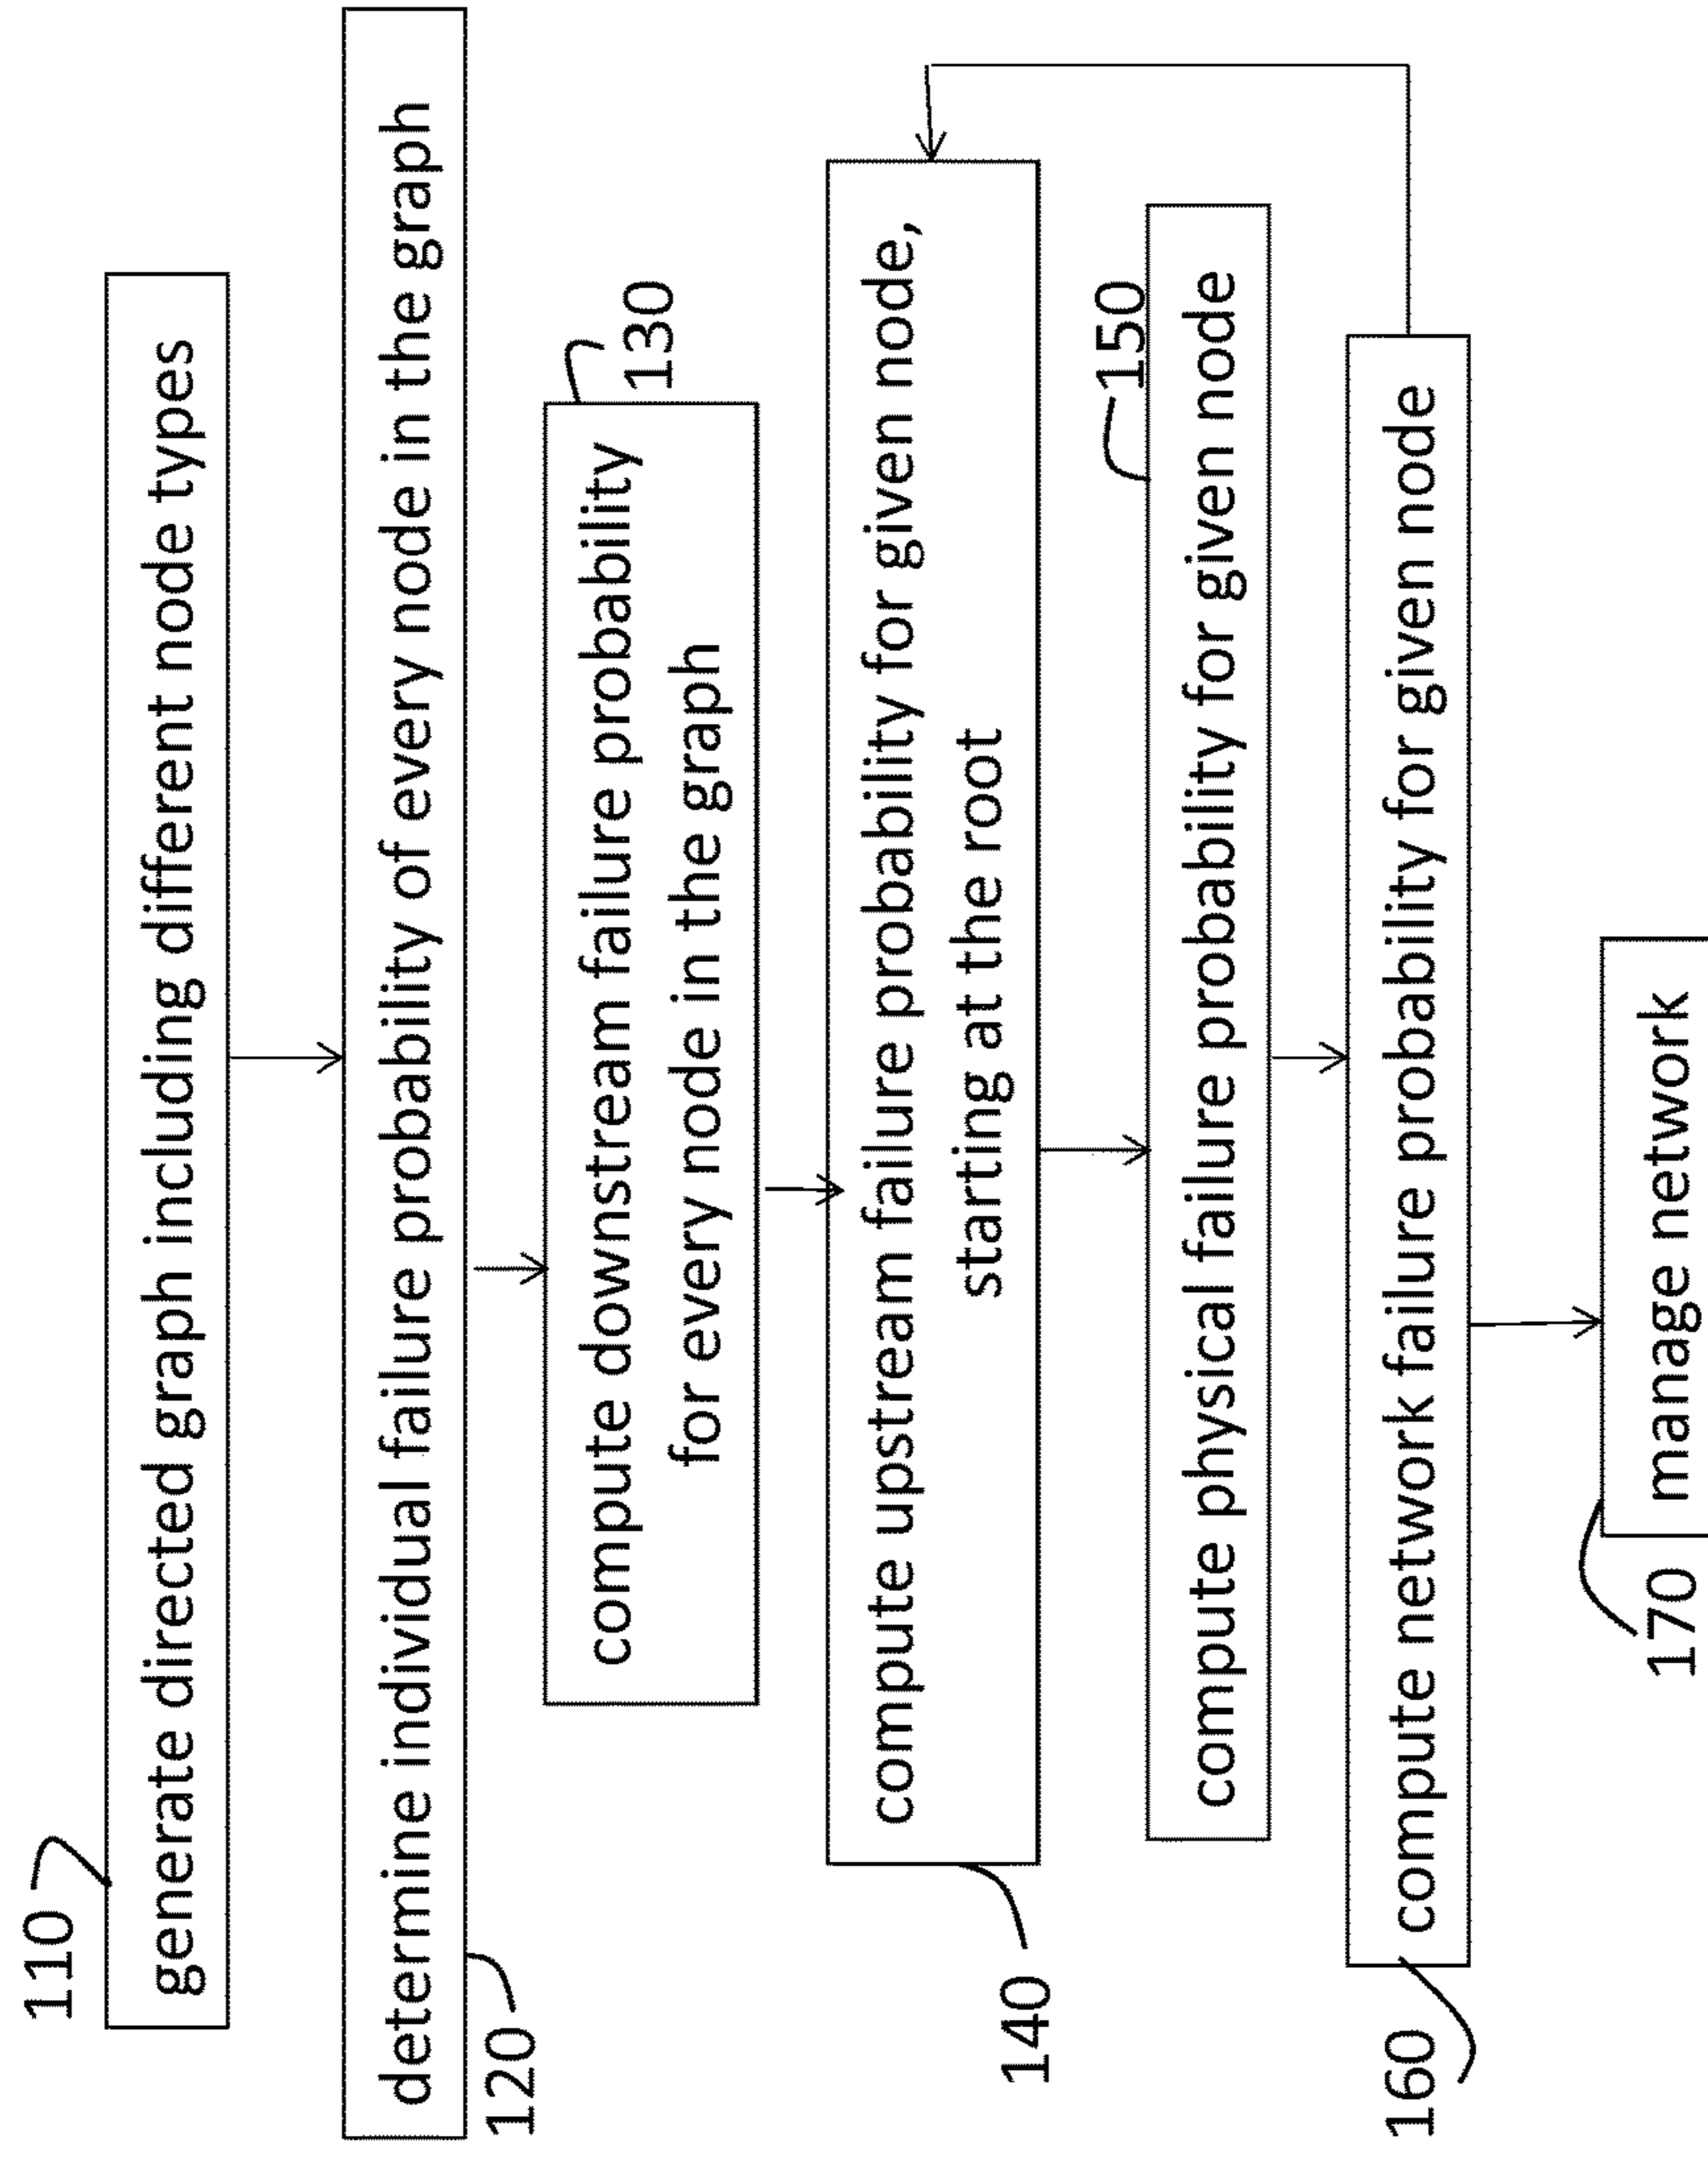 110
generate directed graph including different node types
determine individual failure probability of every node in the graph
120
130
compute downstream failure probability
for every node in the graph
compute upstream failure probability for given node,
starting at the root
140
150
compute physical failure probability for given node
160
compute network failure probability for given node
170
manage network